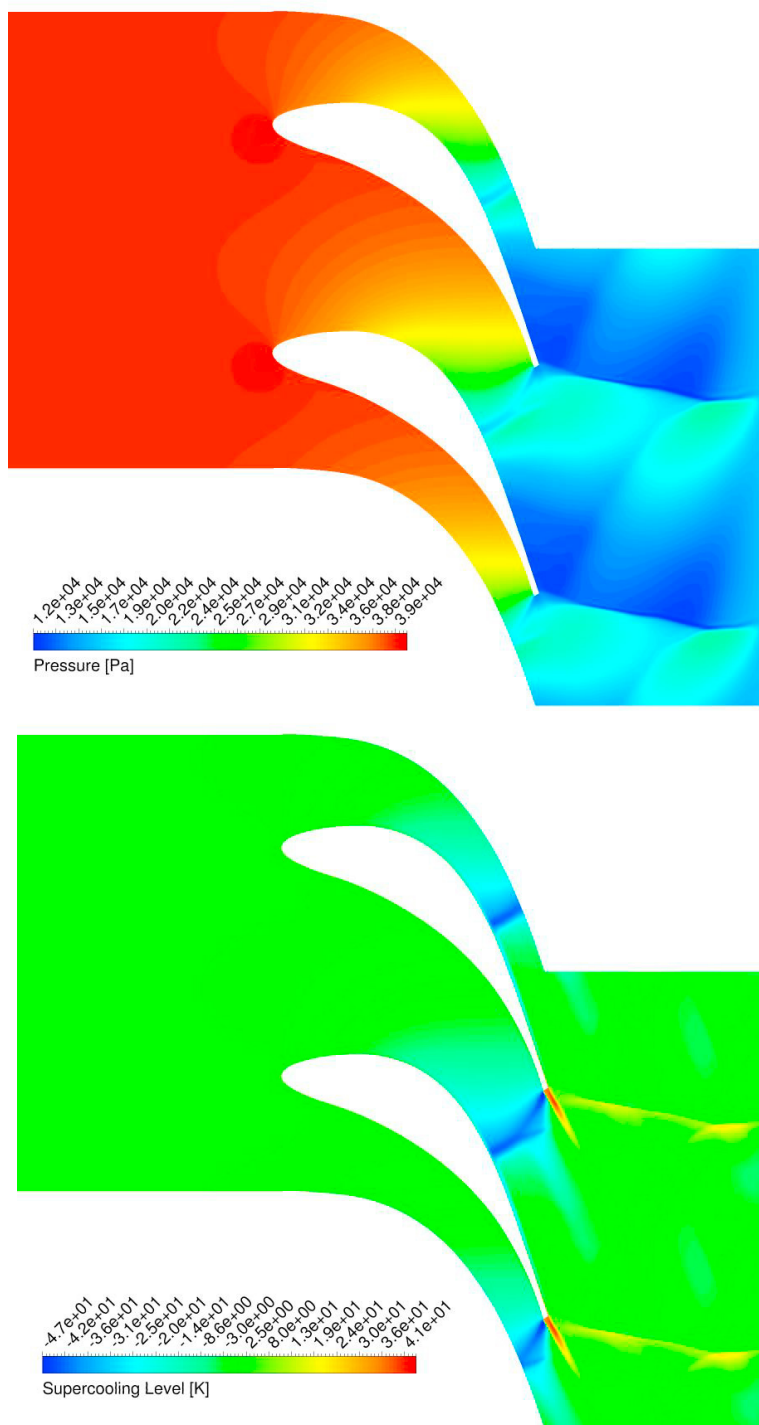 1.2e+04
1.3e+04
1.5e+04
1.7e+04
1.9e+04
2.0e+04
2.2e+04
2.4e+04
2.5e+04
2.7e+04
2.9e+04
3.1e+04
3.2e+04
3.4e+04
3.6e+04
3.8e+04
3.9e+04
Pressure [Pa]
-4.7e+01
-4.2e+01
-3.6e+01
-3.1e+01
-2.5e+01
-2.0e+01
-1.4e+01
-8.6e+00
-3.0e+00
2.5e+00
8.0e+00
1.3e+01
1.9e+01
2.4e+01
3.0e+01
3.6e+01
4.1e+01
Supercooling Level [K]